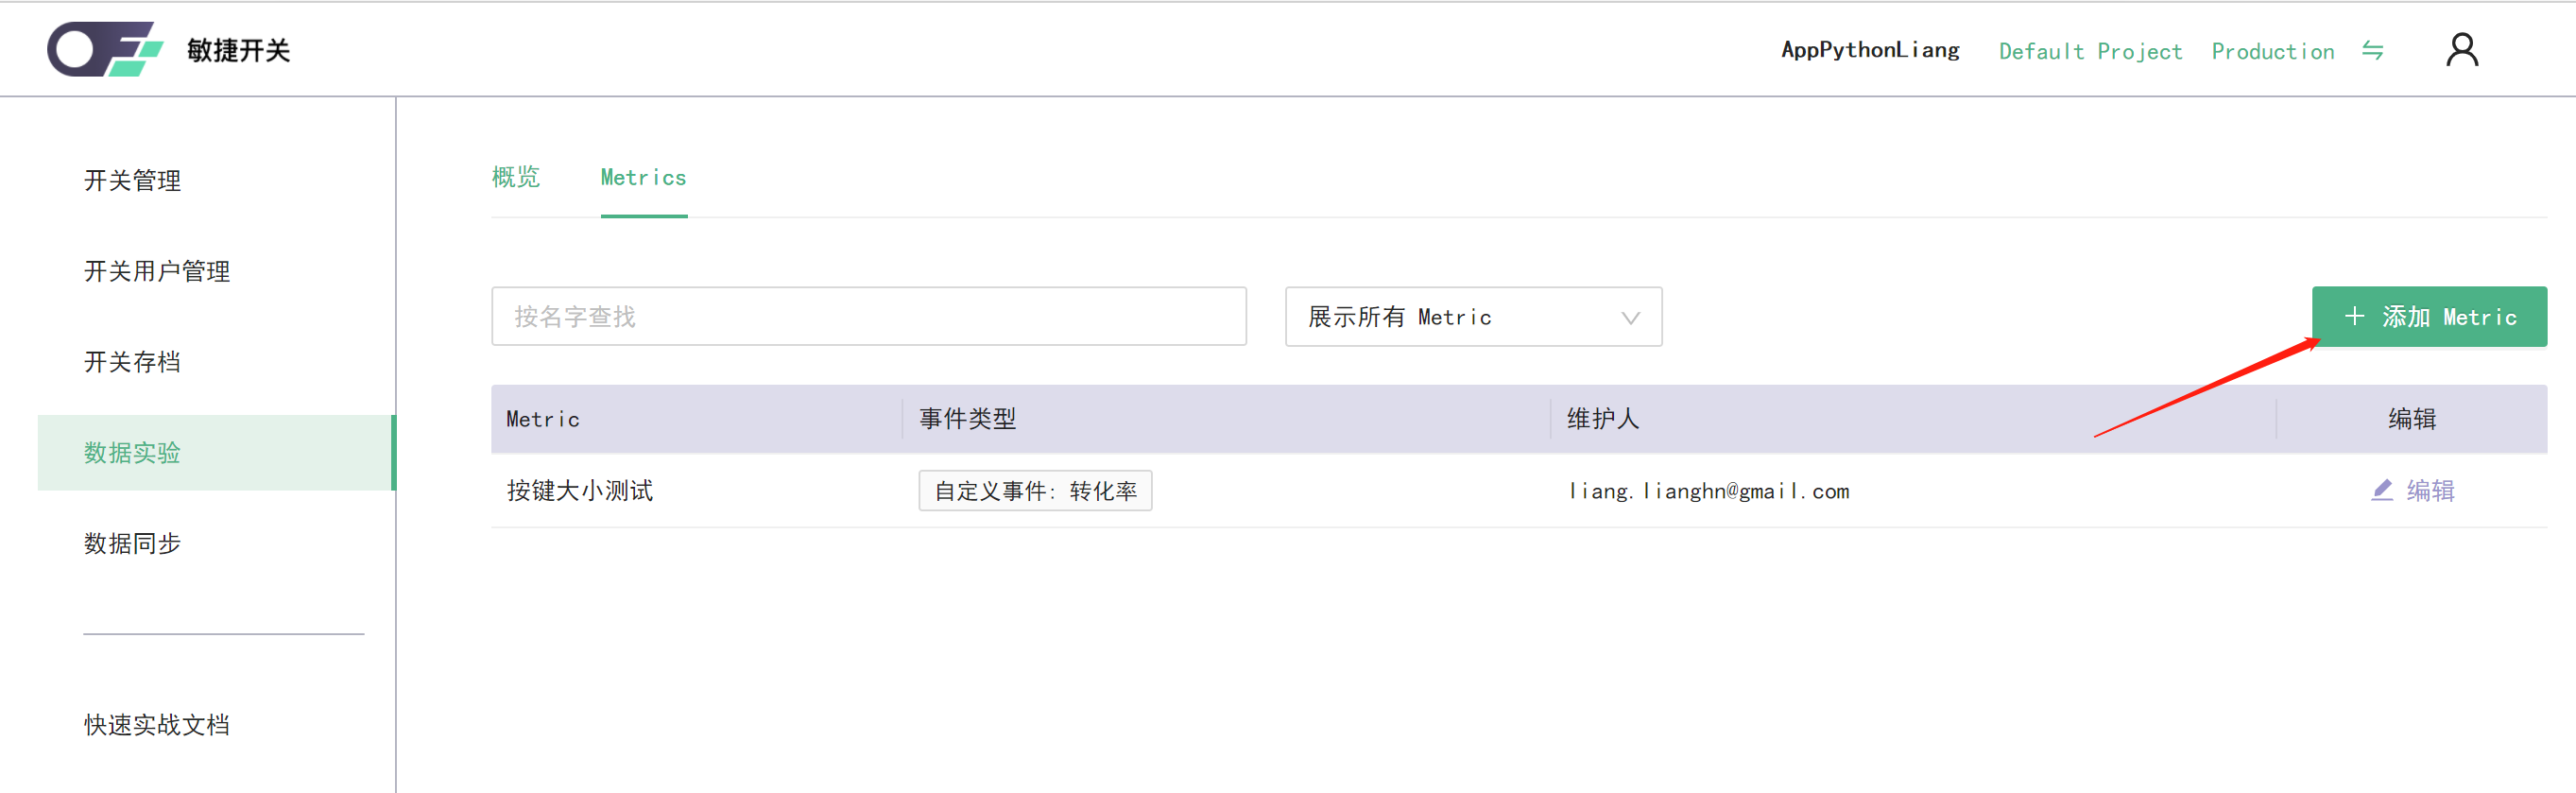 敏捷开关
AppPythonLiang Default Project Production
开关管理
开关用户管理
开关存档
数据实验
数据同步
快速实战文档
概览 Metrics
按名字查找 展示所有 Metric 添加 Metric
Metric 事件类型 维护人 编辑
按键大小测试 自定义事件: 转化率 liang.lianghn@gmail.com 编辑